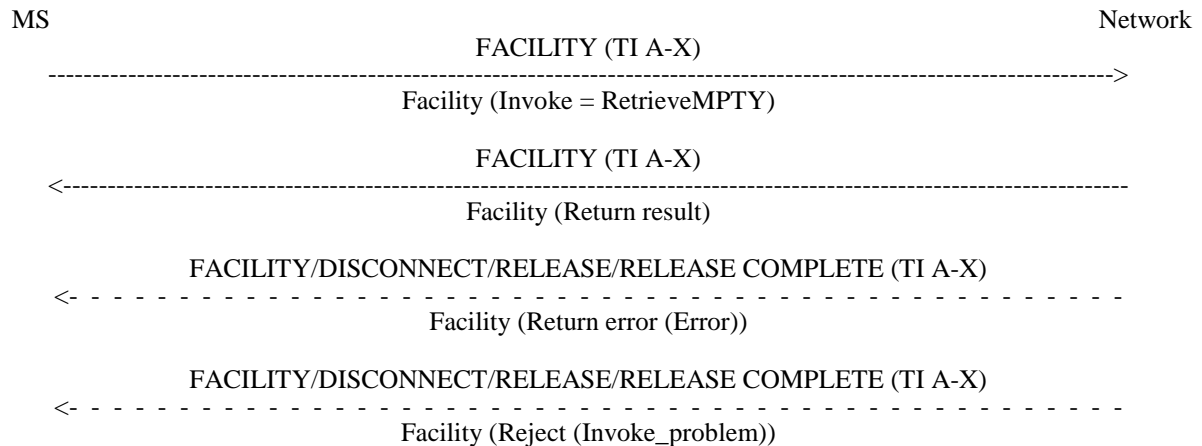 MS Network
FACILITY (TI A-X)
Facility (Invoke = RetrieveMPTY)
FACILITY (TI A-X)
Facility (Return result)
FACILITY/DISCONNECT/RELEASE/RELEASE COMPLETE (TI A-X)
Facility (Return error (Error))
FACILITY/DISCONNECT/RELEASE/RELEASE COMPLETE (TI A-X)
Facility (Reject (Invoke_problem))